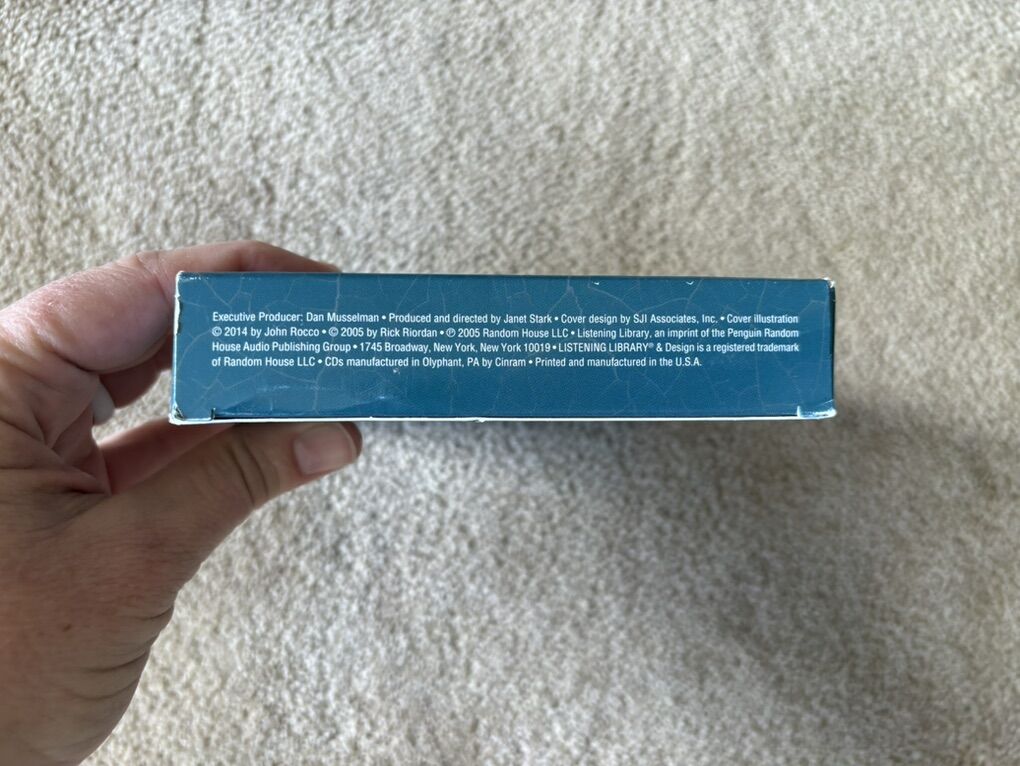 Executive Producer: Dan Musselman • Produced and directed by Janet Stark • Cover design by SJI Associates, Inc. • Cover illustration
© 2014 by John Rocco • © 2005 by Rick Riordan • ℗ 2005 Random House LLC • Listening Library, an imprint of the Penguin Random
House Audio Publishing Group • 1745 Broadway, New York, New York 10019 • LISTENING LIBRARY® & Design is a registered trademark
of Random House LLC • CDs manufactured in Olyphant, PA by Cinram • Printed and manufactured in the U.S.A.